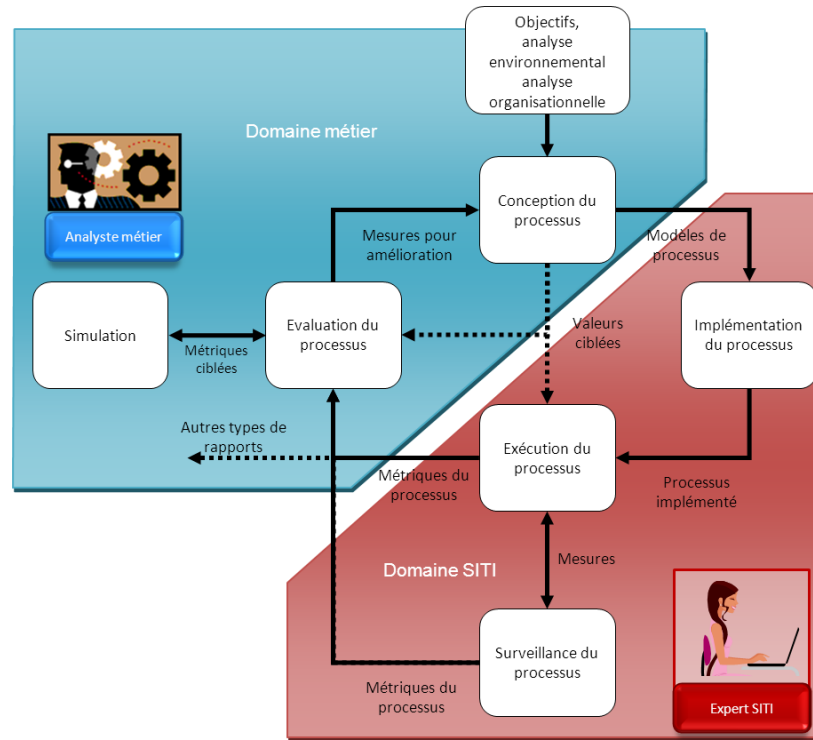 Objectifs,
analyse
environnemental
analyse
organisationnelle
Domaine métier
Analyste métier
Conception du
processus
Mesures pour
amélioration
Modèles de
processus
Simulation
Métriques
ciblées
Evaluation du
processus
Valeurs
ciblées
Implémentation
du processus
Autres types de
rapports
Exécution du
processus
Métriques du
processus
Processus
implémenté
Mesures
Domaine SITI
Surveillance du
processus
Métriques du
processus
Expert SITI